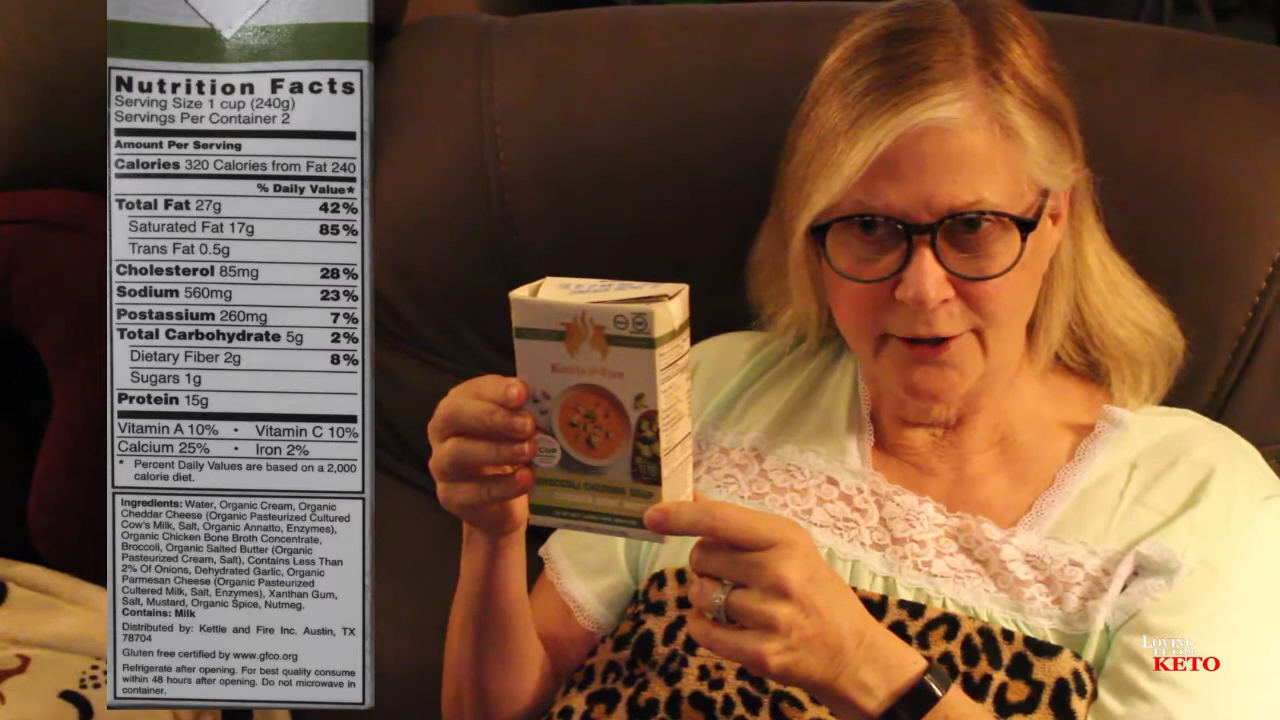 Nutrition Facts
Serving Size 1 cup (240g)
Servings Per Container 2
Amount Per Serving
Calories 320 Calories from Fat 240
% Daily Value*
Total Fat 27g 42%
Saturated Fat 17g 85%
Trans Fat 0.5g
Cholesterol 85mg 28%
Sodium 560mg 23%
Postassium 260mg 7%
Total Carbohydrate 5g 2%
Dietary Fiber 2g 8%
Sugars 1g
Protein 15g
Vitamin A 10% • Vitamin C 10%
Calcium 25% • Iron 2%
* Percent Daily Values are based on a 2,000
calorie diet.
Ingredients: Water, Organic Cream, Organic
Cheddar Cheese (Organic Pasteurized Cultured
Cow's Milk, Salt, Organic Annatto, Enzymes),
Organic Chicken Bone Broth Concentrate,
Broccoli, Organic Salted Butter (Organic
Pasteurized Cream, Salt), Contains Less Than
2% Of Onions, Dehydrated Garlic, Organic
Parmesan Cheese (Organic Pasteurized
Cultered Milk, Salt, Enzymes), Xanthan Gum,
Salt, Mustard, Organic Spice, Nutmeg.
Contains: Milk
Distributed by: Kettle and Fire Inc. Austin, TX
78704
Gluten free certified by www.gfco.org
Refrigerate after opening. For best quality consume
within 48 hours after opening. Do not microwave in
container.
Kettle & Fire
CUP
BROCCOLI CHEDDAR SOUP
LOVING
IT ON
KETO